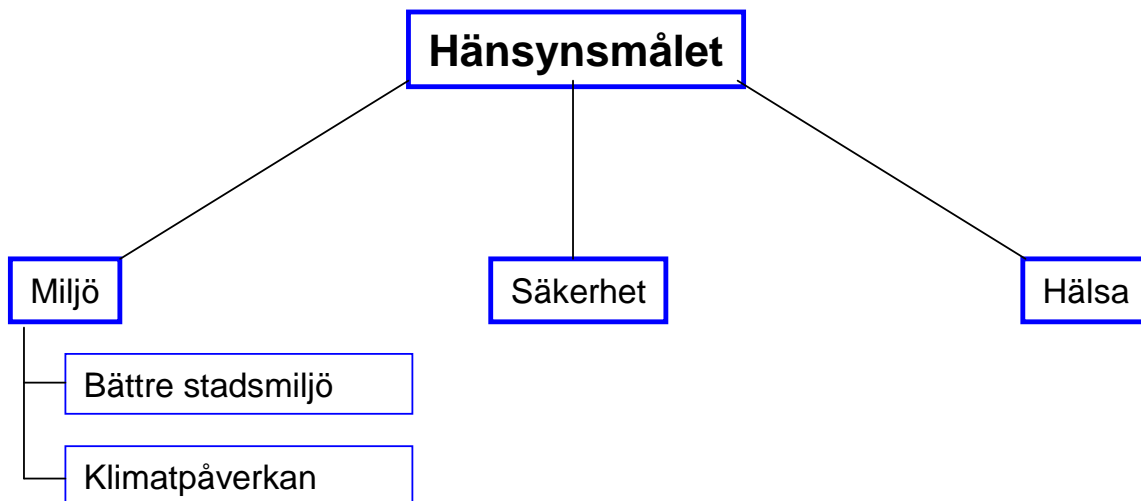 Hänsynsmålet
Miljö
Säkerhet
Hälsa
Bättre stadsmiljö
Klimatpåverkan